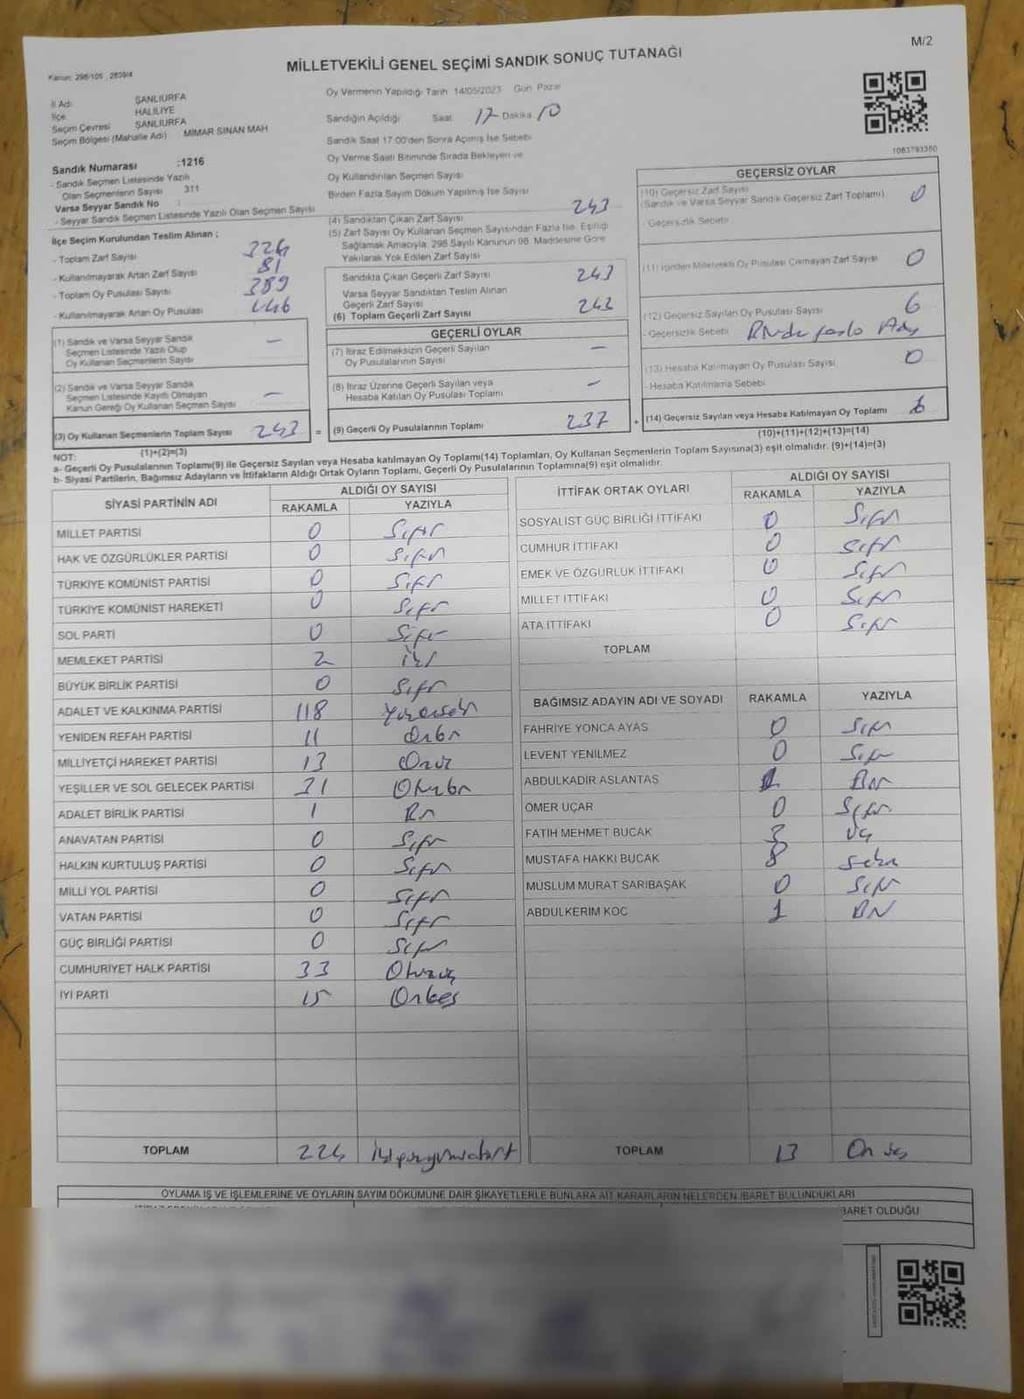 M/2
MİLLETVEKİLİ GENEL SEÇİMİ SANDIK SONUÇ TUTANAĞI
Kanun: 298/105 , 2839/4
İl Adı ŞANLIURFA
İlçe HALİLİYE
Seçim Çevresi ŞANLIURFA
Seçim Bölgesi (Mahalle Adı) MİMAR SİNAN MAH
Sandık Numarası :1216
- Sandık Seçmen Listesinde Yazılı
Olan Seçmenlerin Sayısı 311
Varsa Seyyar Sandık No :
- Seyyar Sandık Seçmen Listesinde Yazılı Olan Seçmen Sayısı
İlçe Seçim Kurulundan Teslim Alınan ;
- Toplam Zarf Sayısı 324
- Kullanılmayarak Artan Zarf Sayısı 81
- Toplam Oy Pusulası Sayısı 389
- Kullanılmayarak Artan Oy Pusulası 146
(1) Sandık ve Varsa Seyyar Sandık
Seçmen Listesinde Yazılı Olup
Oy Kullanan Seçmenlerin Sayısı —
(2) Sandık ve Varsa Seyyar Sandık
Seçmen Listesinde Kayıtlı Olmayan
Kanun Gereği Oy Kullanan Seçmen Sayısı —
(3) Oy Kullanan Seçmenlerin Toplam Sayısı 243 =
(1)+(2)=(3)
Oy Vermenin Yapıldığı Tarih 14/05/2023 Gün Pazar
Sandığın Açıldığı Saat 17 Dakika 10
Sandık Saat 17.00'den Sonra Açılmış İse Sebebi
Oy Verme Saati Bitiminde Sırada Bekleyen ve
Oy Kullandırılan Seçmen Sayısı
Birden Fazla Sayım Döküm Yapılmış İse Sayısı
(4) Sandıktan Çıkan Zarf Sayısı 243
(5) Zarf Sayısı Oy Kullanan Seçmen Sayısından Fazla İse, Eşitliği
Sağlamak Amacıyla, 298 Sayılı Kanunun 98. Maddesine Göre
Yakılarak Yok Edilen Zarf Sayısı
Sandıkta Çıkan Geçerli Zarf Sayısı 243
Varsa Seyyar Sandıktan Teslim Alınan
Geçerli Zarf Sayısı
(6) Toplam Geçerli Zarf Sayısı 243
GEÇERLİ OYLAR
(7) İtiraz Edilmeksizin Geçerli Sayılan
Oy Pusulalarının Sayısı —
(8) İtiraz Üzerine Geçerli Sayılan veya
Hesaba Katılan Oy Pusulası Toplamı —
(9) Geçerli Oy Pusulalarının Toplamı 237 +
1063793350
GEÇERSİZ OYLAR
(10) Geçersiz Zarf Sayısı
(Sandık ve Varsa Seyyar Sandık Geçersiz Zarf Toplamı) 0
- Geçersizlik Sebebi
(11) İçinden Milletvekili Oy Pusulası Çıkmayan Zarf Sayısı 0
(12) Geçersiz Sayılan Oy Pusulası Sayısı 6
- Geçersizlik Sebebi Birden fazla
(13) Hesaba Katılmayan Oy Pusulası Sayısı 0
- Hesaba Katılmama Sebebi
(14) Geçersiz Sayılan veya Hesaba Katılmayan Oy Toplamı 6
(10)+(11)+(12)+(13)=(14)
NOT:
a- Geçerli Oy Pusulalarının Toplamı(9) ile Geçersiz Sayılan veya Hesaba katılmayan Oy Toplamı(14) Toplamları, Oy Kullanan Seçmenlerin Toplam Sayısına(3) eşit olmalıdır. (9)+(14)=(3)
b- Siyasi Partilerin, Bağımsız Adayların ve İttifakların Aldığı Ortak Oyların Toplamı, Geçerli Oy Pusulalarının Toplamına(9) eşit olmalıdır.
SİYASİ PARTİNİN ADI ALDIĞI OY SAYISI
RAKAMLA YAZIYLA
MİLLET PARTİSİ 0 Sıfır
HAK VE ÖZGÜRLÜKLER PARTİSİ 0 Sıfır
TÜRKİYE KOMÜNİST PARTİSİ 0 Sıfır
TÜRKİYE KOMÜNİST HAREKETİ 0 Sıfır
SOL PARTİ 0 Sıfır
MEMLEKET PARTİSİ 2 iki
BÜYÜK BİRLİK PARTİSİ 0 Sıfır
ADALET VE KALKINMA PARTİSİ 118 yüzonsekiz
YENİDEN REFAH PARTİSİ 11 Onbir
MİLLİYETÇİ HAREKET PARTİSİ 13 Onüç
YEŞİLLER VE SOL GELECEK PARTİSİ 31 Otuzbir
ADALET BİRLİK PARTİSİ 1 Bir
ANAVATAN PARTİSİ 0 Sıfır
HALKIN KURTULUŞ PARTİSİ 0 Sıfır
MİLLİ YOL PARTİSİ 0 Sıfır
VATAN PARTİSİ 0 Sıfır
GÜÇ BİRLİĞİ PARTİSİ 0 Sıfır
CUMHURİYET HALK PARTİSİ 33 Otuzüç
İYİ PARTİ 15 Onbeş
TOPLAM 224 ikiyüzyirmidört
İTTİFAK ORTAK OYLARI ALDIĞI OY SAYISI
RAKAMLA YAZIYLA
SOSYALİST GÜÇ BİRLİĞİ İTTİFAKI 0 Sıfır
CUMHUR İTTİFAKI 0 Sıfır
EMEK VE ÖZGÜRLÜK İTTİFAKI 0 Sıfır
MİLLET İTTİFAKI 0 Sıfır
ATA İTTİFAKI 0 Sıfır
TOPLAM
BAĞIMSIZ ADAYIN ADI VE SOYADI RAKAMLA YAZIYLA
FAHRİYE YONCA AYAS 0 Sıfır
LEVENT YENİLMEZ 0 Sıfır
ABDULKADİR ASLANTAŞ 1 Bir
ÖMER UÇAR 0 Sıfır
FATİH MEHMET BUCAK 3 Üç
MUSTAFA HAKKI BUCAK 8 Sekiz
MÜSLÜM MURAT SARIBAŞAK 0 Sıfır
ABDULKERİM KOÇ 1 BİR
TOPLAM 13 On üç
OYLAMA İŞ VE İŞLEMLERİNE VE OYLARIN SAYIM DÖKÜMÜNE DAİR ŞİKAYETLERLE BUNLARA AİT KARARLARIN NELERDEN İBARET BULUNDUKLARI
BARET OLDUĞU